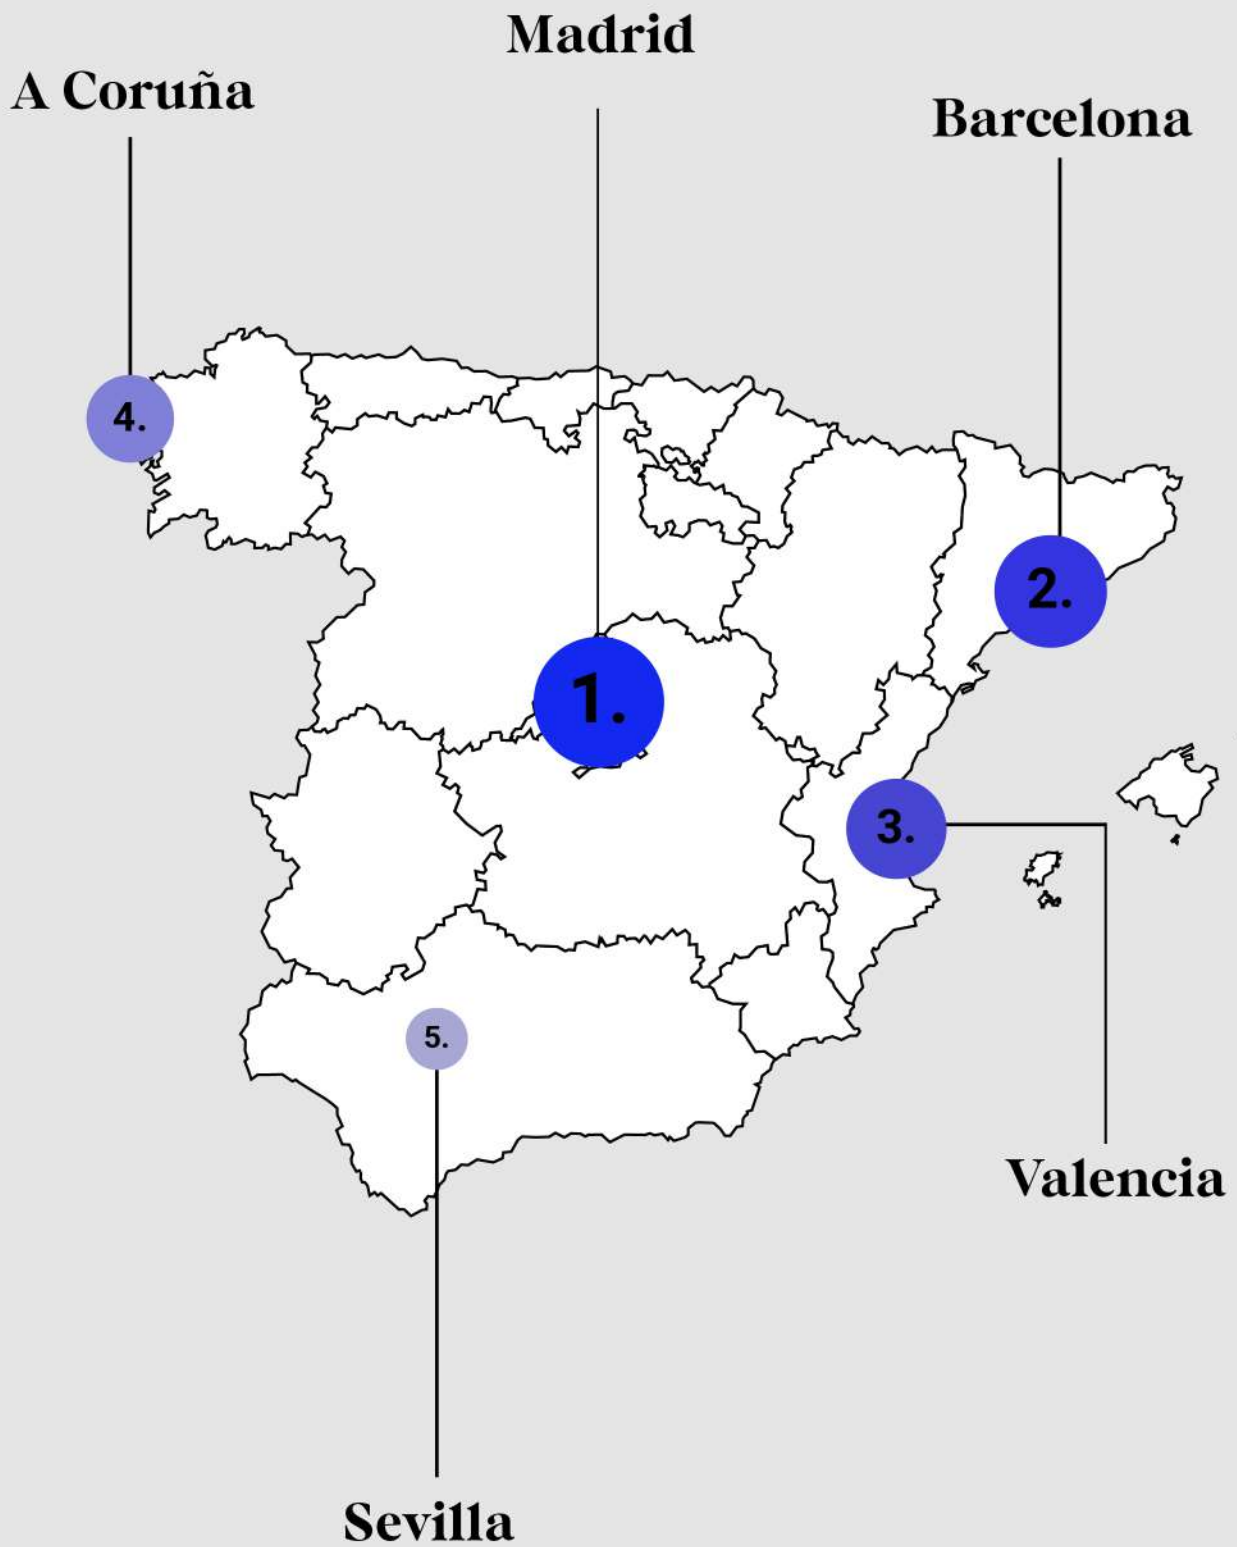 Madrid
A Coruña
Barcelona
4.
2.
1.
3.
5.
Valencia
Sevilla